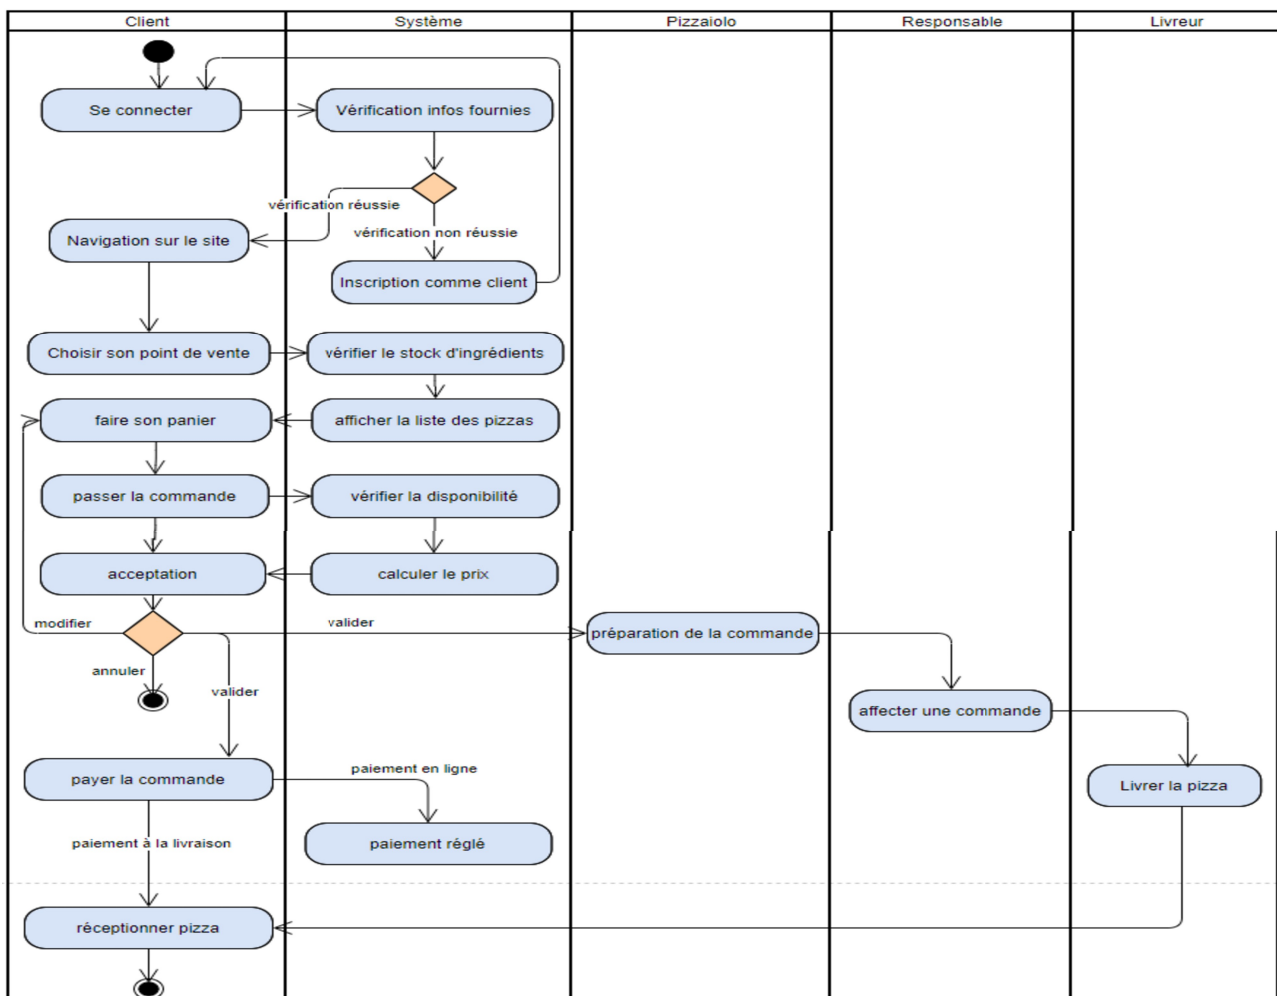 Client
Système
Pizzaiolo
Responsable
Livreur
Se connecter
Vérification infos fournies
vérification réussie
vérification non réussie
Navigation sur le site
Inscription comme client
Choisir son point de vente
vérifier le stock d'ingrédients
faire son panier
afficher la liste des pizzas
passer la commande
vérifier la disponibilité
acceptation
calculer le prix
modifier
valider
préparation de la commande
annuler
valider
affecter une commande
payer la commande
paiement en ligne
Livrer la pizza
paiement à la livraison
paiement réglé
réceptionner pizza